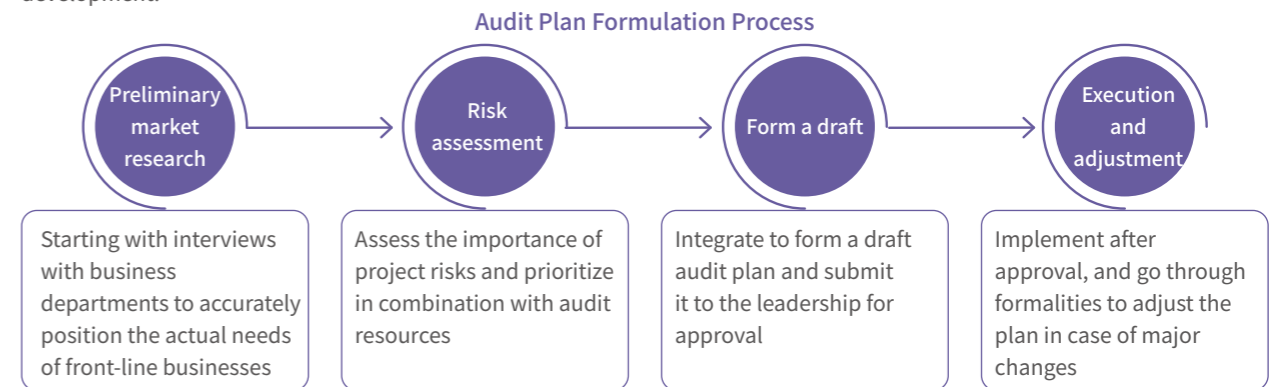 development.
Audit Plan Formulation Process
Preliminary
market
research
Risk
assessment
Form a draft
Execution
and
adjustment
Starting with interviews
with business
departments to accurately
position the actual needs
of front-line businesses
Assess the importance of
project risks and prioritize
in combination with audit
resources
Integrate to form a draft
audit plan and submit
it to the leadership for
approval
Implement after
approval, and go through
formalities to adjust the
plan in case of major
changes